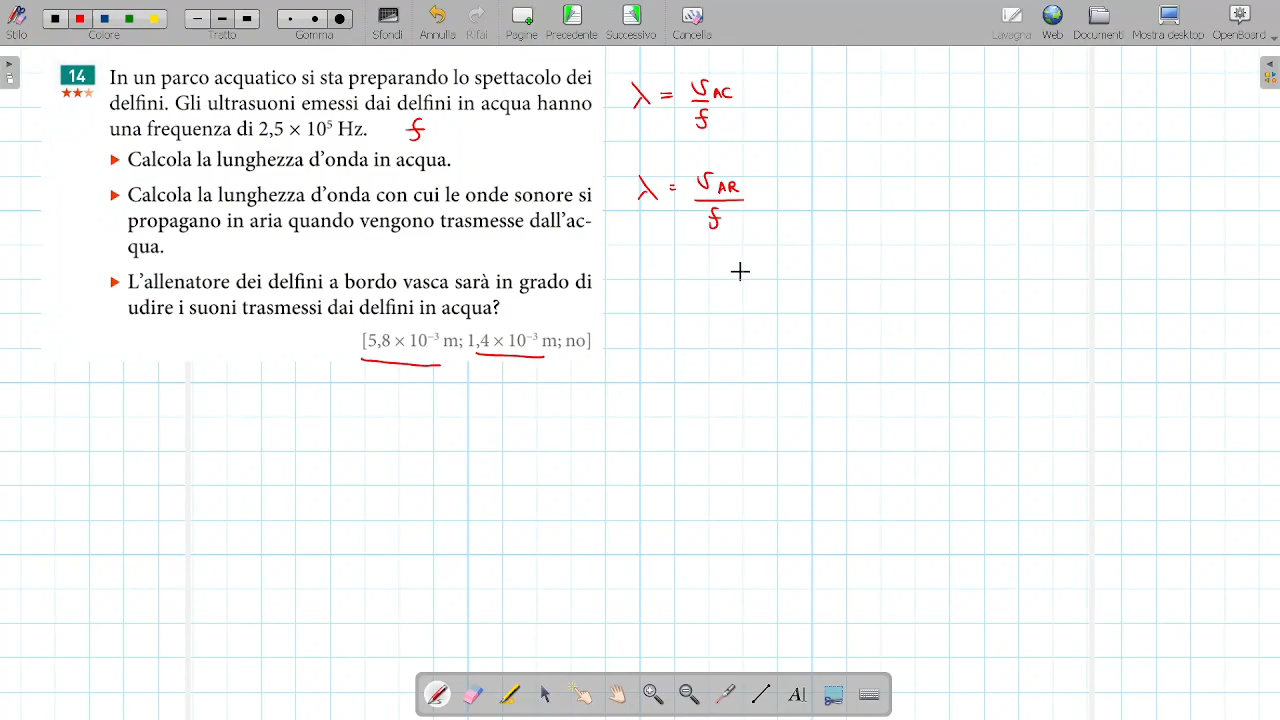 Stilo
Colore
Tratto
Gomma
Sfondi
Annulla
Rifai
Pagine
Precedente
Successivo
Cancella
Lavagna
Web
Documenti
Mostra desktop
OpenBoard
14
In un parco acquatico si sta preparando lo spettacolo dei
delfini. Gli ultrasuoni emessi dai delfini in acqua hanno
una frequenza di 2,5 × 10⁵ Hz. f
Calcola la lunghezza d'onda in acqua.
Calcola la lunghezza d'onda con cui le onde sonore si
propagano in aria quando vengono trasmesse dall'ac-
qua.
L'allenatore dei delfini a bordo vasca sarà in grado di
udire i suoni trasmessi dai delfini in acqua?
[5,8 × 10⁻³ m; 1,4 × 10⁻³ m; no]
λ = v AC
f
λ = v AR
f
A